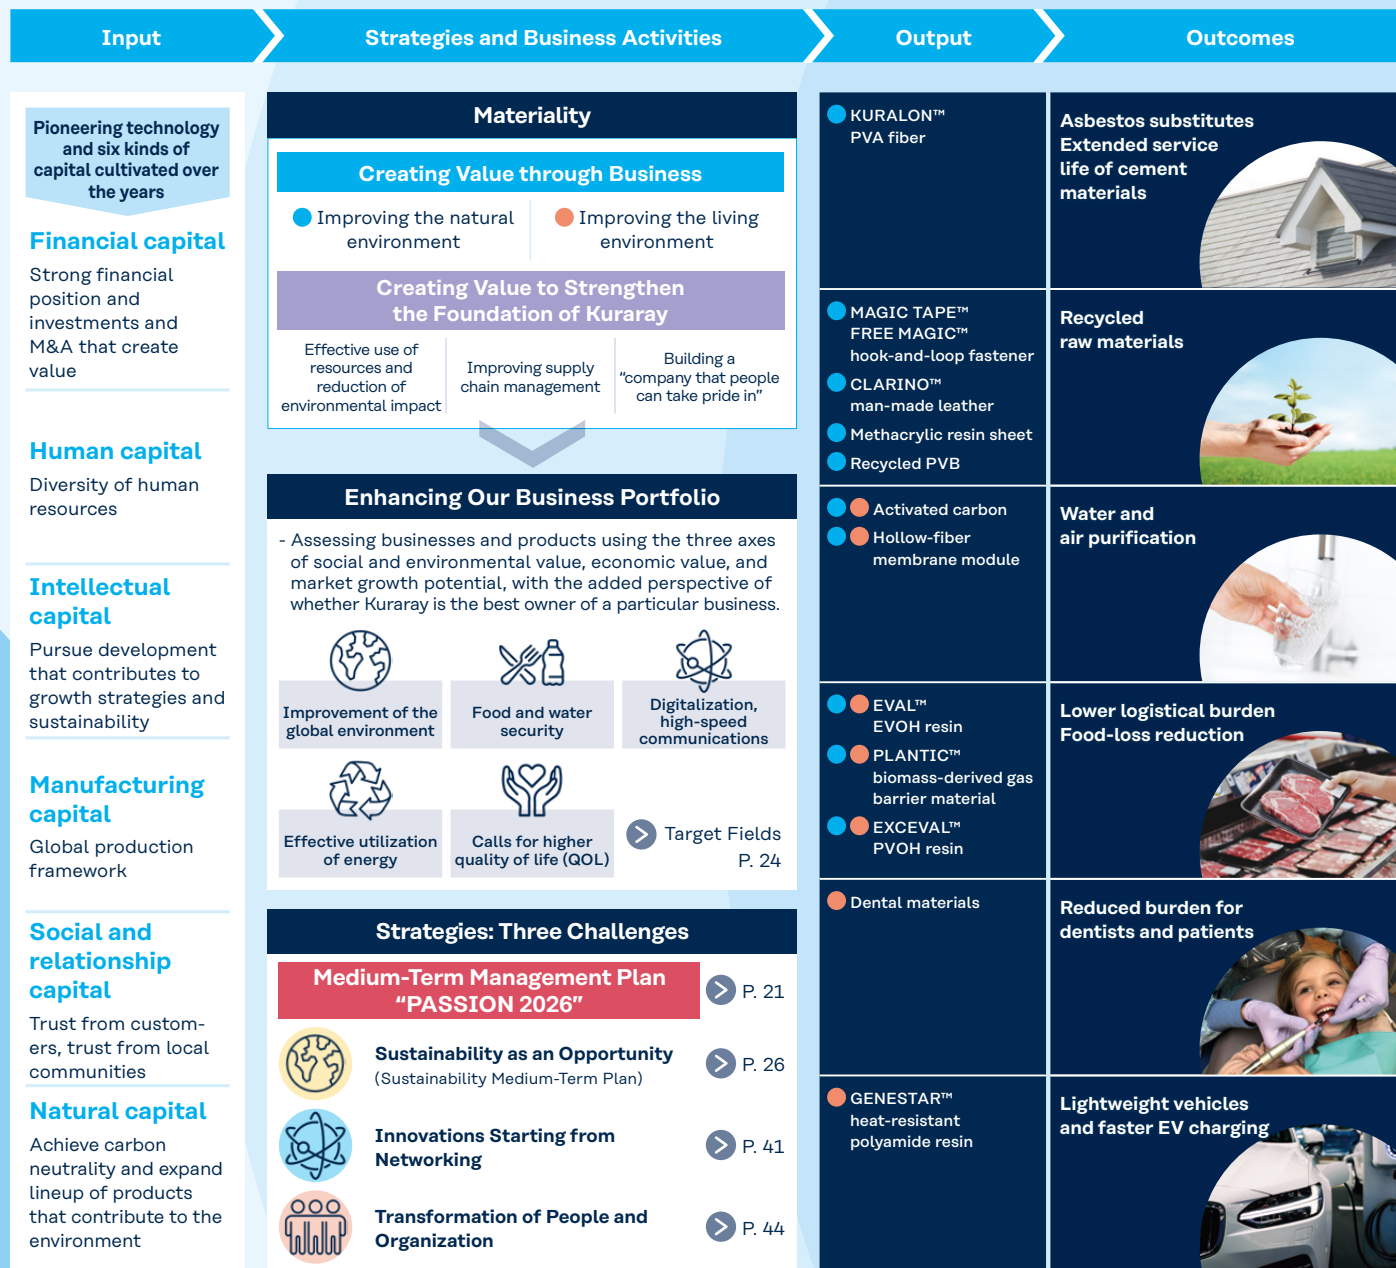 Input
Strategies and Business Activities
Output
Outcomes
Pioneering technology
and six kinds of
capital cultivated over
the years
Financial capital
Strong financial
position and
investments and
M&A that create
value
Human capital
Diversity of human
resources
Intellectual
capital
Pursue development
that contributes to
growth strategies and
sustainability
Manufacturing
capital
Global production
framework
Social and
relationship
capital
Trust from custom-
ers, trust from local
communities
Natural capital
Achieve carbon
neutrality and expand
lineup of products
that contribute to the
environment
Materiality
Creating Value through Business
Improving the natural
environment
Improving the living
environment
Creating Value to Strengthen
the Foundation of Kuraray
Effective use of
resources and
reduction of
environmental impact
Improving supply
chain management
Building a
“company that people
can take pride in”
Enhancing Our Business Portfolio
- Assessing businesses and products using the three axes
of social and environmental value, economic value, and
market growth potential, with the added perspective of
whether Kuraray is the best owner of a particular business.
Improvement of the
global environment
Food and water
security
Digitalization,
high-speed
communications
Effective utilization
of energy
Calls for higher
quality of life (QOL)
Target Fields
P. 24
Strategies: Three Challenges
Medium-Term Management Plan
“PASSION 2026”
P. 21
Sustainability as an Opportunity
(Sustainability Medium-Term Plan)
P. 26
Innovations Starting from
Networking
P. 41
Transformation of People and
Organization
P. 44
KURALON™
PVA fiber
Asbestos substitutes
Extended service
life of cement
materials
MAGIC TAPE™
FREE MAGIC™
hook-and-loop fastener
CLARINO™
man-made leather
Methacrylic resin sheet
Recycled PVB
Recycled
raw materials
Activated carbon
Hollow-fiber
membrane module
Water and
air purification
EVAL™
EVOH resin
PLANTIC™
biomass-derived gas
barrier material
EXCEVAL™
PVOH resin
Lower logistical burden
Food-loss reduction
Dental materials
Reduced burden for
dentists and patients
GENESTAR™
heat-resistant
polyamide resin
Lightweight vehicles
and faster EV charging